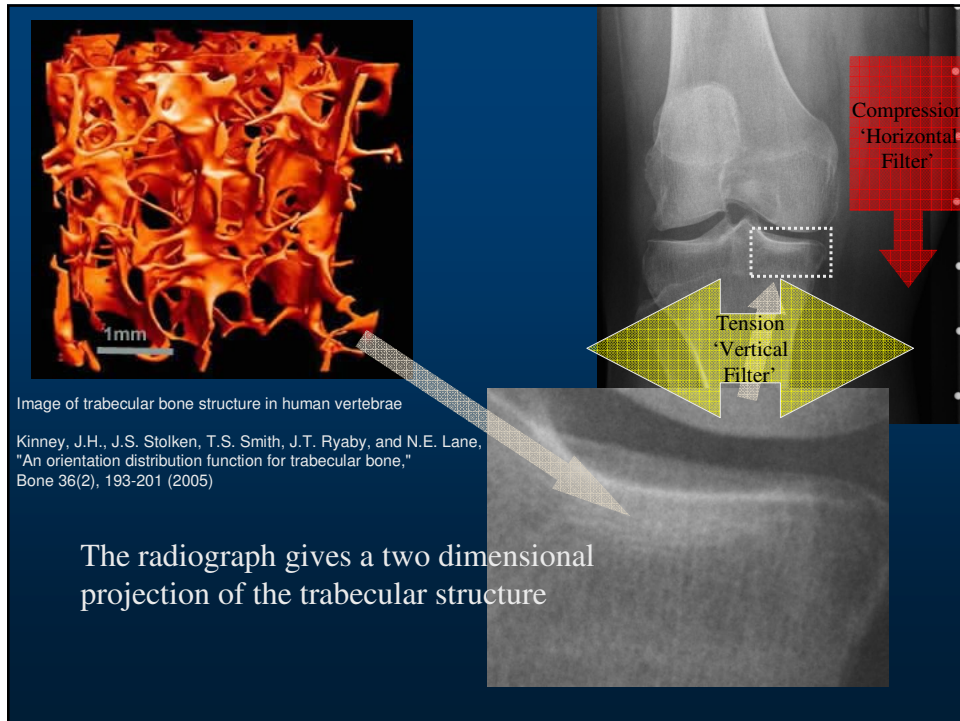 1mm
Compression
‘Horizontal
Filter’
Tension
‘Vertical
Filter’
Image of trabecular bone structure in human vertebrae
Kinney, J.H., J.S. Stolken, T.S. Smith, J.T. Ryaby, and N.E. Lane,
"An orientation distribution function for trabecular bone,"
Bone 36(2), 193-201 (2005)
The radiograph gives a two dimensional
projection of the trabecular structure